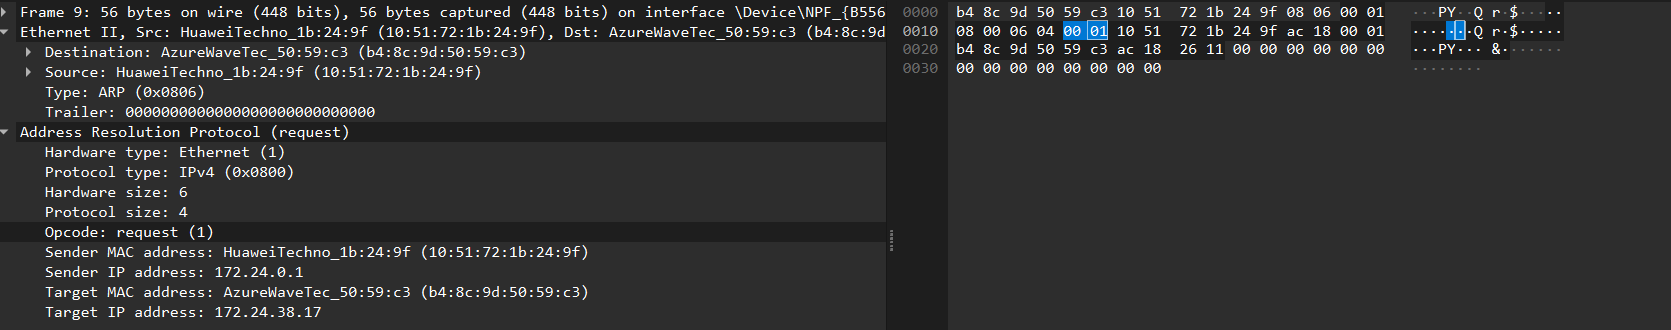 Frame 9: 56 bytes on wire (448 bits), 56 bytes captured (448 bits) on interface \Device\NPF_{B556
Ethernet II, Src: HuaweiTechno_1b:24:9f (10:51:72:1b:24:9f), Dst: AzureWaveTec_50:59:c3 (b4:8c:9d
Destination: AzureWaveTec_50:59:c3 (b4:8c:9d:50:59:c3)
Source: HuaweiTechno_1b:24:9f (10:51:72:1b:24:9f)
Type: ARP (0x0806)
Trailer: 0000000000000000000000000000
Address Resolution Protocol (request)
Hardware type: Ethernet (1)
Protocol type: IPv4 (0x0800)
Hardware size: 6
Protocol size: 4
Opcode: request (1)
Sender MAC address: HuaweiTechno_1b:24:9f (10:51:72:1b:24:9f)
Sender IP address: 172.24.0.1
Target MAC address: AzureWaveTec_50:59:c3 (b4:8c:9d:50:59:c3)
Target IP address: 172.24.38.17
0000 b4 8c 9d 50 59 c3 10 51 72 1b 24 9f 08 06 00 01 ···PY··Q r·$·····
0010 08 00 06 04 00 01 10 51 72 1b 24 9f ac 18 00 01 ·······Q r·$·····
0020 b4 8c 9d 50 59 c3 ac 18 26 11 00 00 00 00 00 00 ···PY··· &·······
0030 00 00 00 00 00 00 00 00 ········